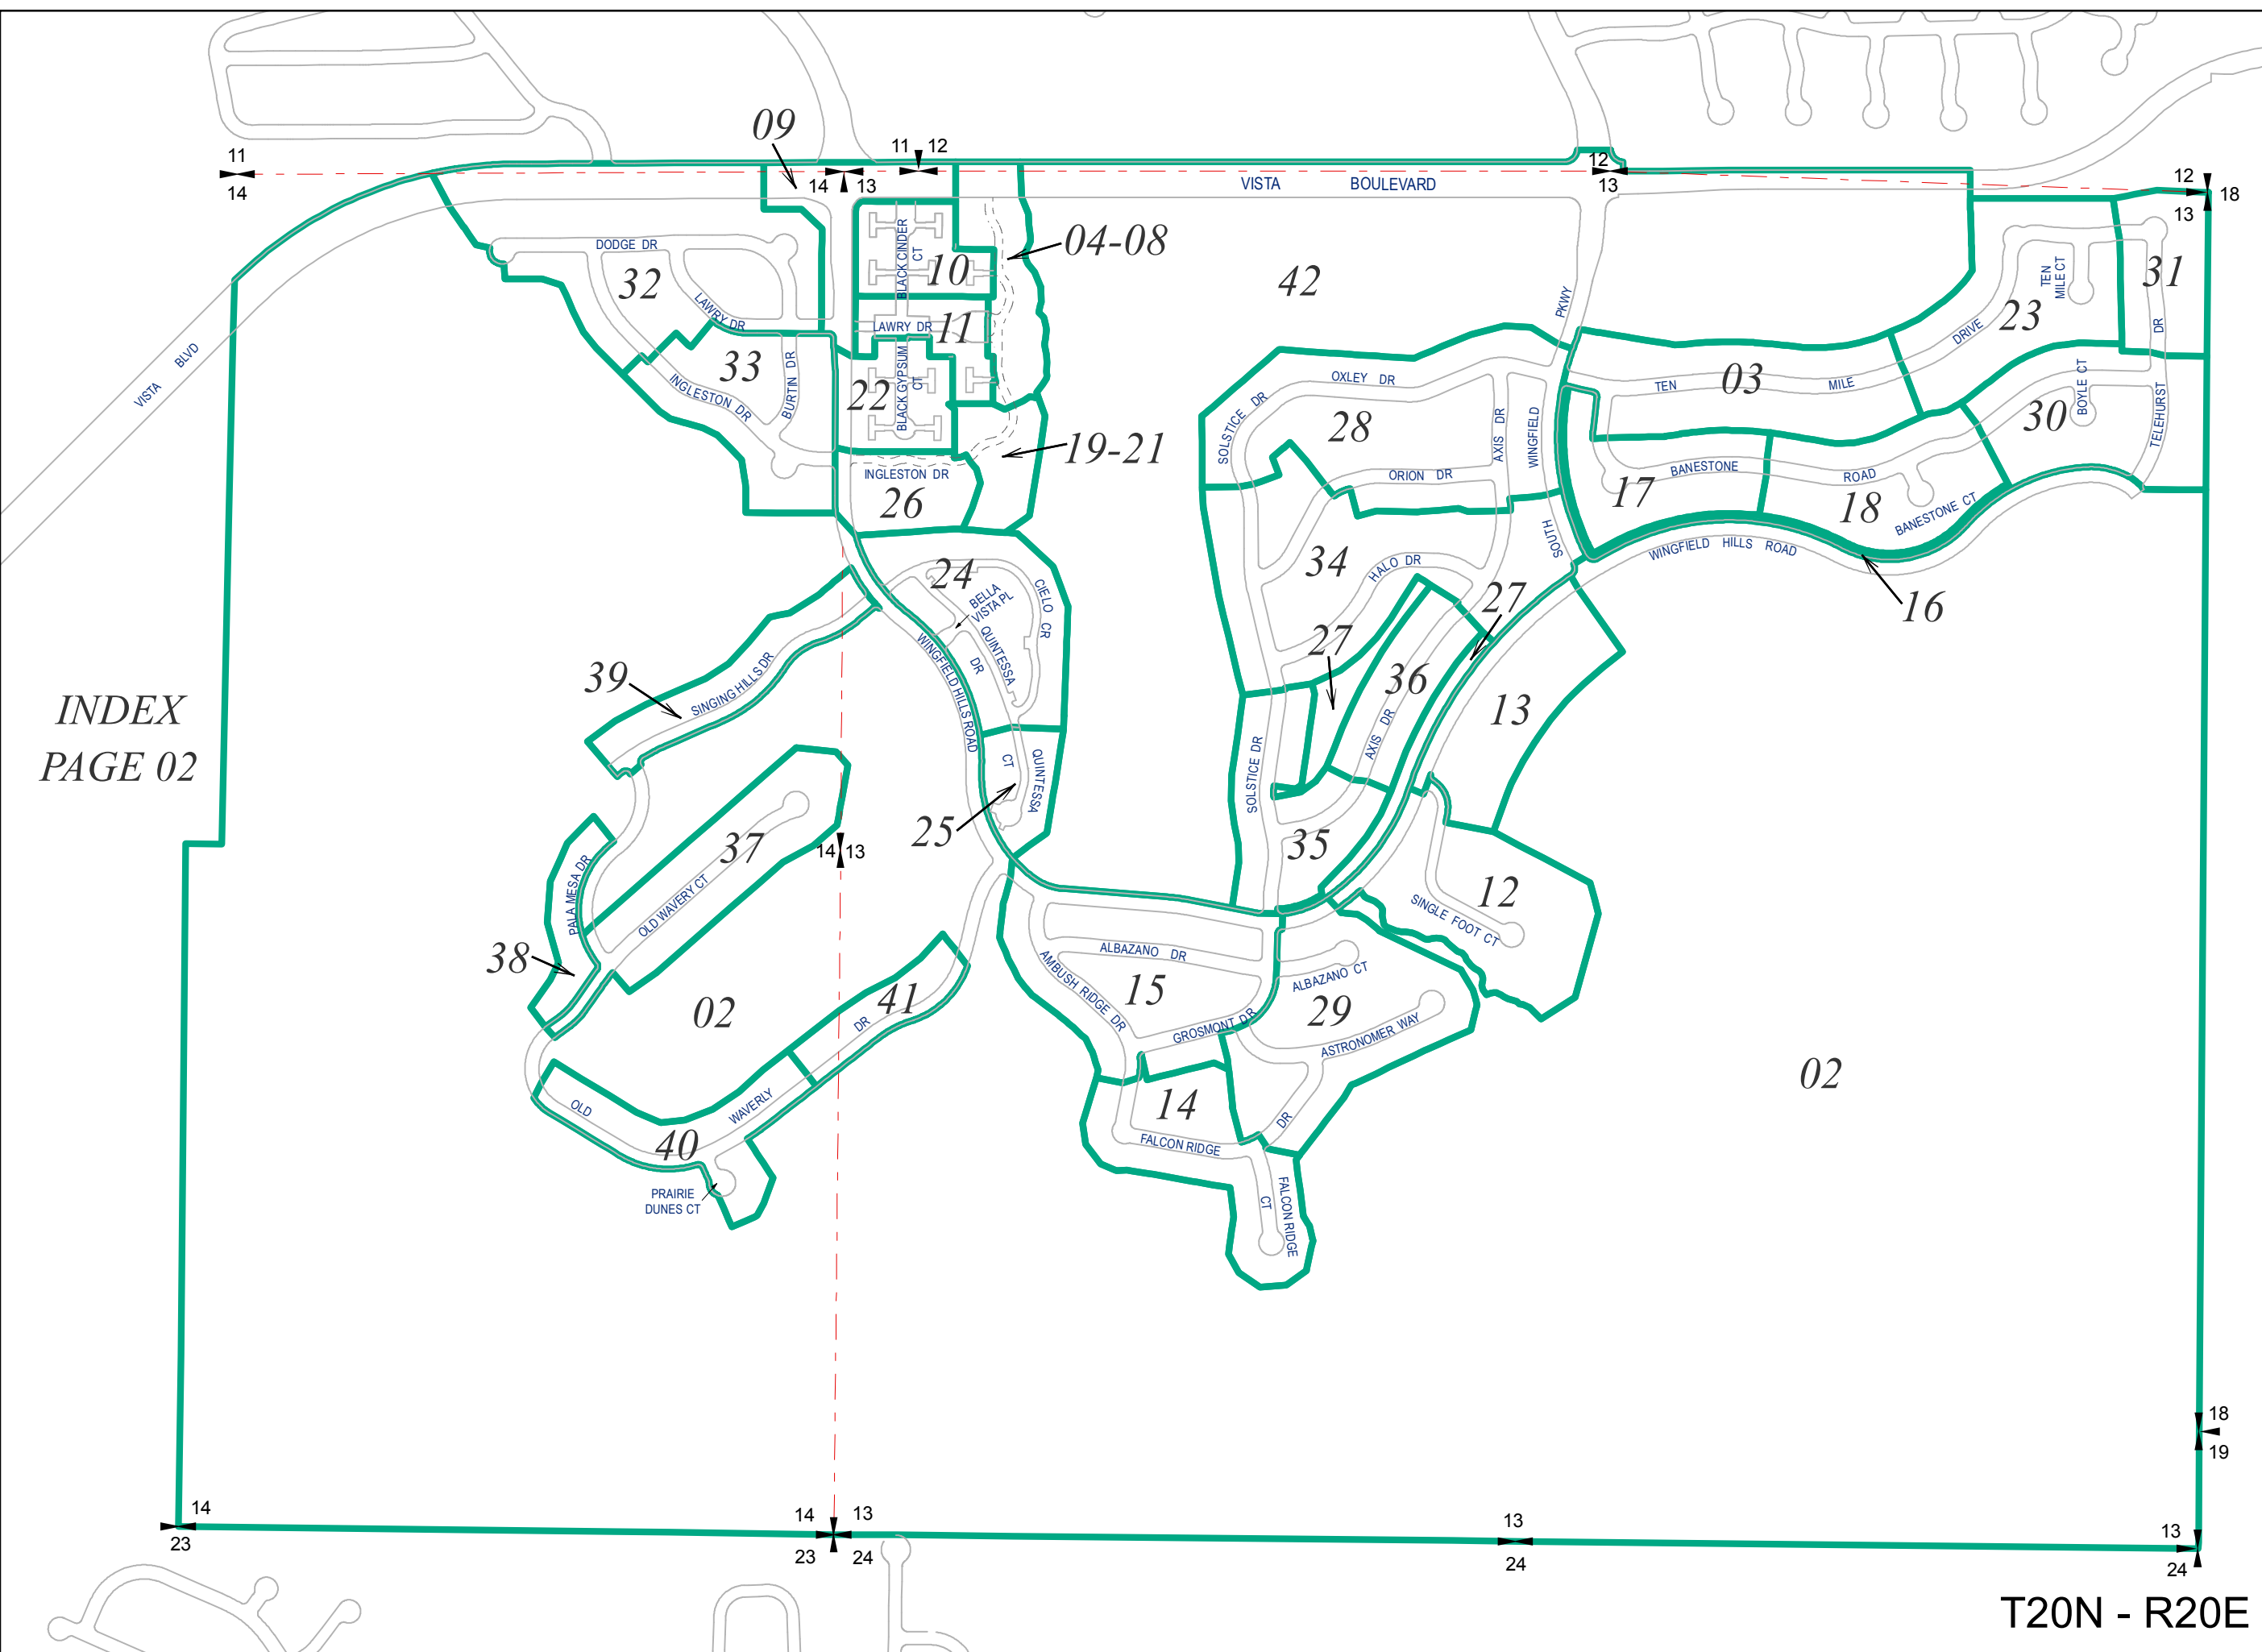 09
11
14
11
12
14
13
12
13
12
18
13
VISTA BOULEVARD
04-08
DODGE DR
32
LAWRY DR
BLACK CINDER
CT
10
42
TEN
MILE CT
31
23
DRIVE
DR
PKWY
VISTA BLVD
33
INGLESTON DR
BURTIN DR
LAWRY DR
11
22
BLACK GYPSUM
CT
OXLEY DR
SOLSTICE DR
28
AXIS DR
WINGFIELD
SOUTH
TEN
03
MILE
BOYLE CT
30
TELEHURST
19-21
INGLESTON DR
26
ORION DR
BANESTONE
ROAD
17
18
BANESTONE CT
WINGFIELD HILLS ROAD
16
24
BELLA
VISTA PL
CIELO CR
QUINTESSA
DR
WINGFIELD HILLS ROAD
34
HALO DR
27
27
36
13
39
SINGING HILLS DR
INDEX
PAGE 02
AXIS DR
SOLSTICE DR
QUINTESSA
CT
25
35
37
14
13
OLD WAVERY CT
PALA MESA DR
38
12
SINGLE FOOT CT
02
41
DR
AMBUSH RIDGE DR
ALBAZANO DR
15
ALBAZANO CT
29
GROSMONT DR
ASTRONOMER WAY
02
OLD
WAVERLY
40
PRAIRIE
DUNES CT
14
FALCON RIDGE
DR
FALCON RIDGE
CT
18
19
14
23
14
13
23
24
13
24
13
24
T20N - R20E